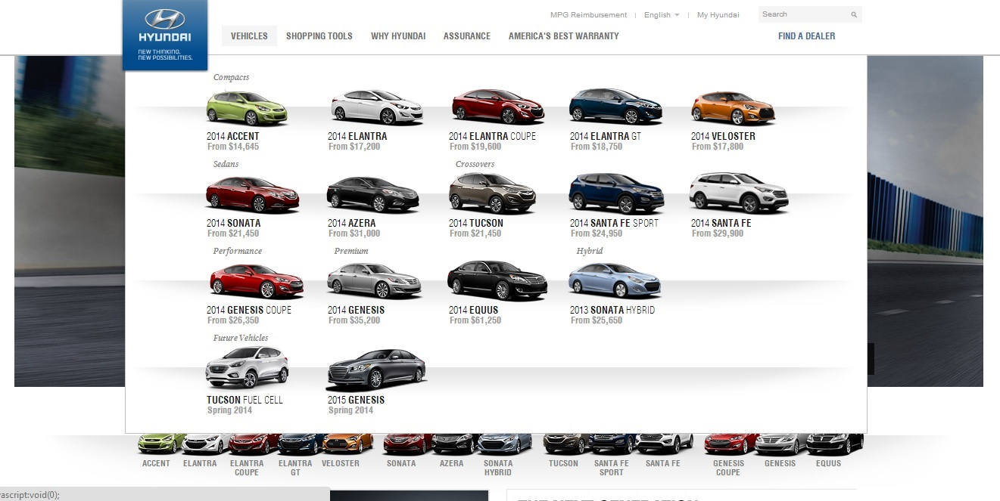 MPG Reimbursement | English | My Hyundai Search
HYUNDAI
NEW THINKING.
NEW POSSIBILITIES.
VEHICLES SHOPPING TOOLS WHY HYUNDAI ASSURANCE AMERICA'S BEST WARRANTY FIND A DEALER
Compacts
2014 ACCENT 2014 ELANTRA 2014 ELANTRA COUPE 2014 ELANTRA GT 2014 VELOSTER
From $14,645 From $17,200 From $19,600 From $18,750 From $17,800
Sedans Crossovers
2014 SONATA 2014 AZERA 2014 TUCSON 2014 SANTA FE SPORT 2014 SANTA FE
From $21,450 From $31,000 From $21,450 From $24,950 From $29,900
Performance Premium Hybrid
2014 GENESIS COUPE 2014 GENESIS 2014 EQUUS 2013 SONATA HYBRID
From $26,350 From $35,200 From $61,250 From $25,650
Future Vehicles
TUCSON FUEL CELL 2015 GENESIS
Spring 2014 Spring 2014
ACCENT ELANTRA ELANTRA COUPE ELANTRA GT VELOSTER SONATA AZERA SONATA HYBRID TUCSON SANTA FE SPORT SANTA FE GENESIS COUPE GENESIS EQUUS
ascript:void(0);